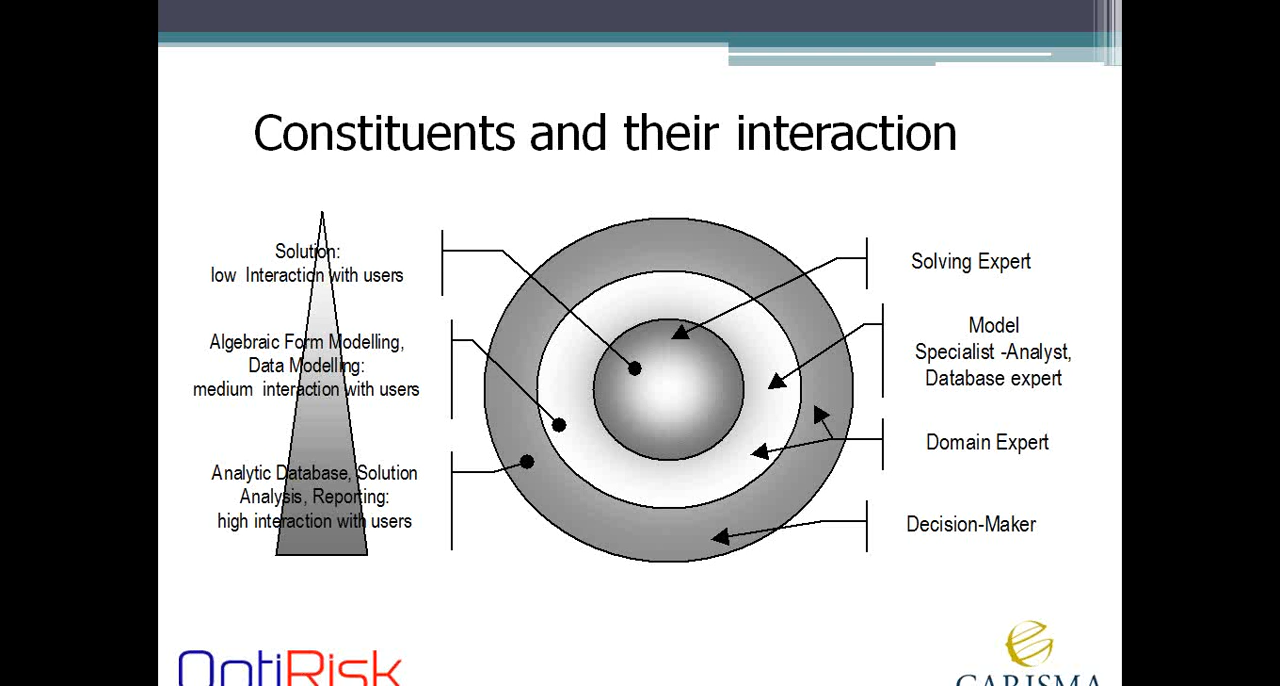 Constituents and their interaction
Solution:
low Interaction with users
Algebraic Form Modelling,
Data Modelling:
medium interaction with users
Analytic Database, Solution
Analysis, Reporting:
high interaction with users
Solving Expert
Model
Specialist -Analyst,
Database expert
Domain Expert
Decision-Maker
OptiRisk
CARISMA